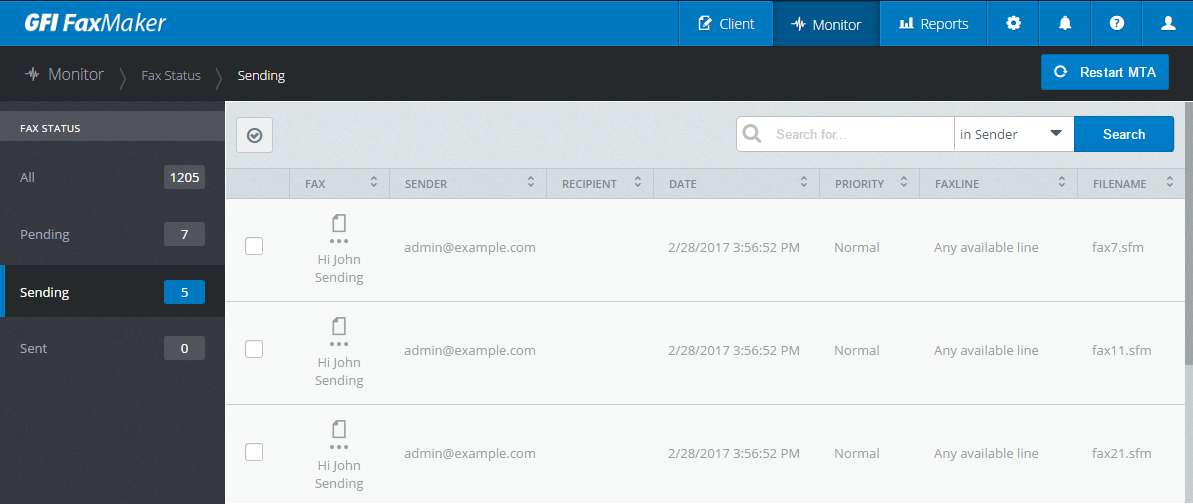 GFI FaxMaker
Client
Monitor
Reports
Monitor
Fax Status
Sending
Restart MTA
FAX STATUS
All 1205
Pending 7
Sending 5
Sent 0
Search for...
in Sender
Search
FAX SENDER RECIPIENT DATE PRIORITY FAXLINE FILENAME
Hi John
Sending
admin@example.com 2/28/2017 3:56:52 PM Normal Any available line fax7.sfm
Hi John
Sending
admin@example.com 2/28/2017 3:56:52 PM Normal Any available line fax11.sfm
Hi John
Sending
admin@example.com 2/28/2017 3:56:52 PM Normal Any available line fax21.sfm